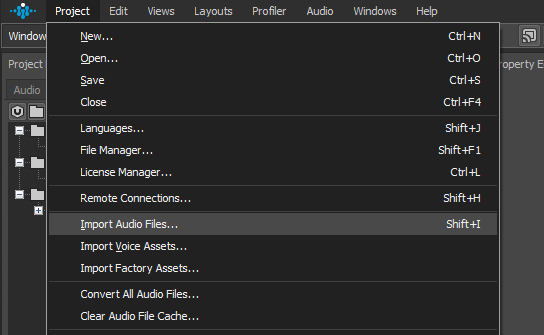 Project Edit Views Layouts Profiler Audio Windows Help
Window
New... Ctrl+N
Open... Ctrl+O
Project roperty E
Save Ctrl+S
Audio
Close Ctrl+F4
Languages... Shift+J
File Manager... Shift+F1
License Manager... Ctrl+L
Remote Connections... Shift+H
Import Audio Files... Shift+I
Import Voice Assets...
Import Factory Assets...
Convert All Audio Files...
Clear Audio File Cache...